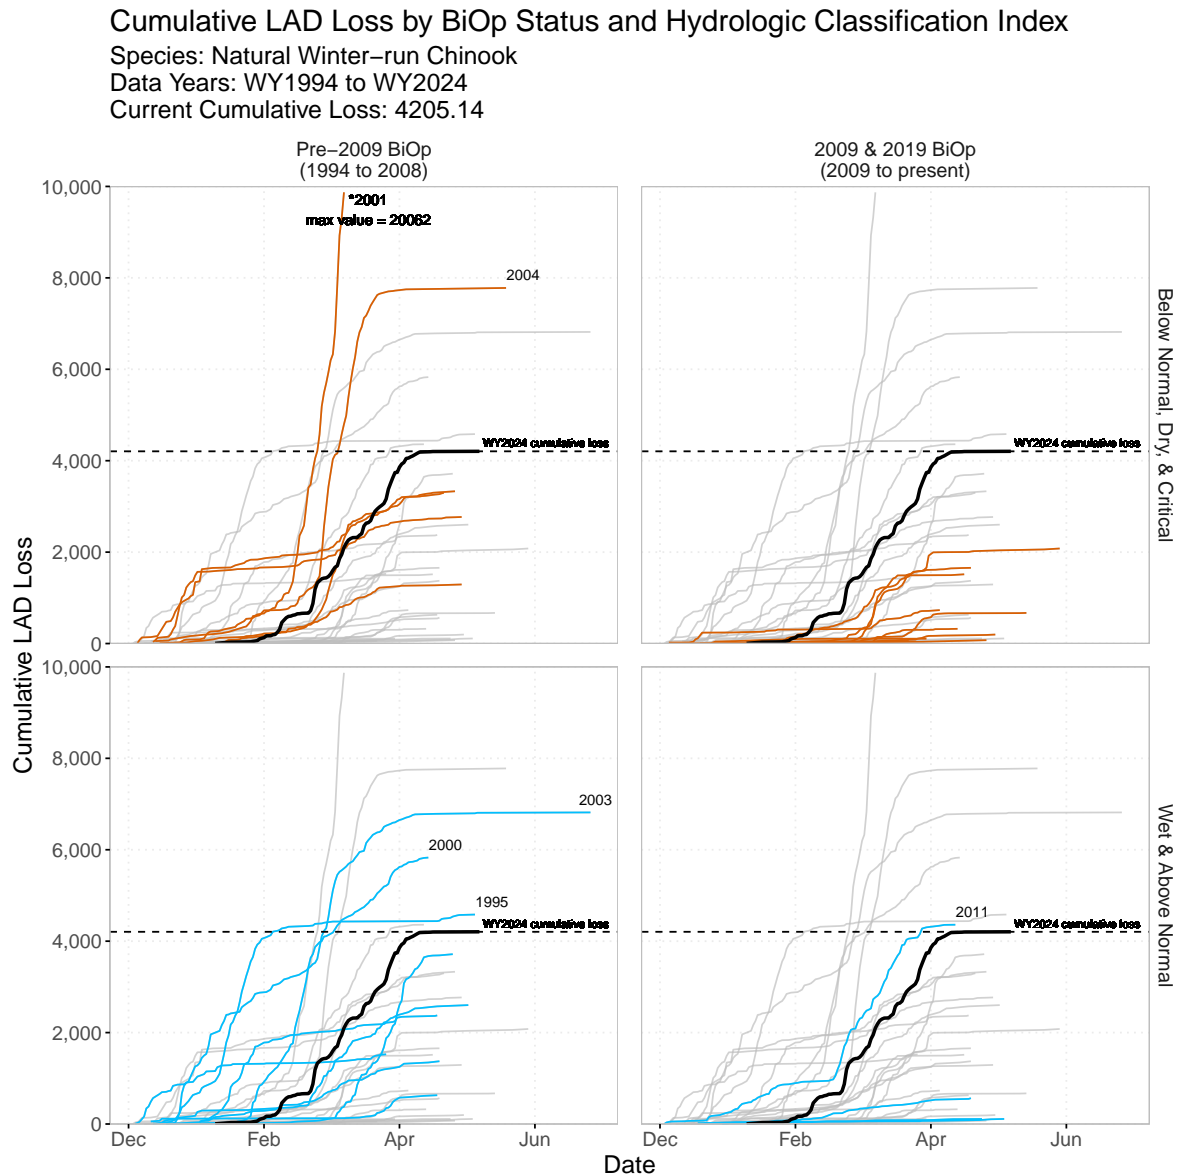 Cumulative LAD Loss by BiOp Status and Hydrologic Classification Index
Species: Natural Winter−run Chinook
Data Years: WY1994 to WY2024
Current Cumulative Loss: 4205.14
Pre−2009 BiOp
(1994 to 2008)
2009 & 2019 BiOp
(2009 to present)
10,000
8,000
6,000
4,000
2,000
0
*2001
max value = 20062
2004
WY2024 cumulative loss
WY2024 cumulative loss
Below Normal, Dry, & Critical
Cumulative LAD Loss
10,000
8,000
6,000
4,000
2,000
0
2003
2000
1995
WY2024 cumulative loss
2011
WY2024 cumulative loss
Wet & Above Normal
Dec
Feb
Apr
Jun
Dec
Feb
Apr
Jun
Date